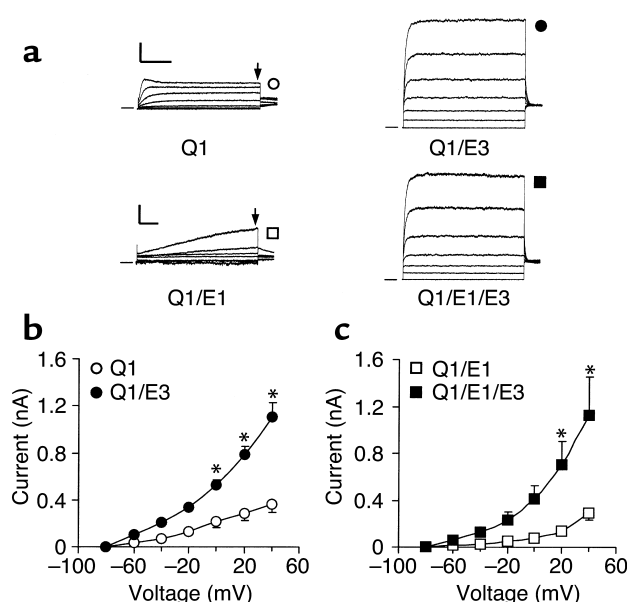 a
Q1
Q1/E3
Q1/E1
Q1/E1/E3
b
c
1.6
1.2
0.8
0.4
0
Current (nA)
Q1
Q1/E3
*
*
*
−100
−60
−20
20
60
Voltage (mV)
1.6
1.2
0.8
0.4
0
Current (nA)
Q1/E1
Q1/E1/E3
*
*
−100
−60
−20
20
60
Voltage (mV)